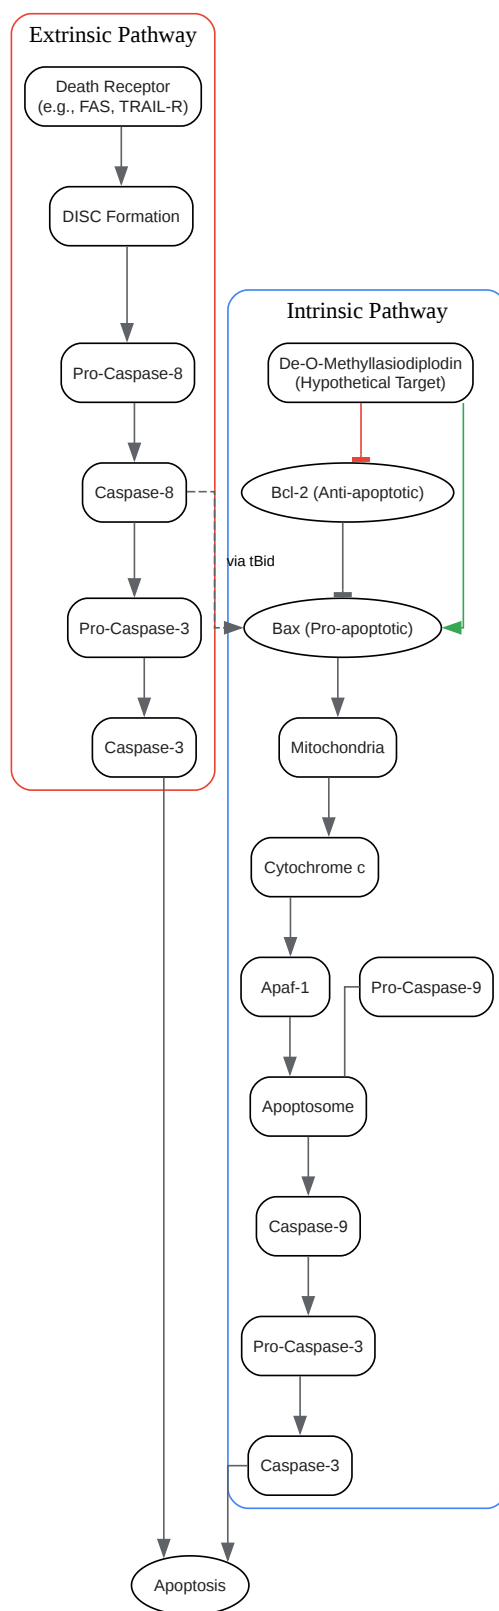 Extrinsic Pathway
Death Receptor
(e.g., FAS, TRAIL-R)
DISC Formation
Pro-Caspase-8
Caspase-8
Pro-Caspase-3
Caspase-3
via tBid
Intrinsic Pathway
De-O-Methyllasiodiplodin
(Hypothetical Target)
Bcl-2 (Anti-apoptotic)
Bax (Pro-apoptotic)
Mitochondria
Cytochrome c
Apaf-1
Pro-Caspase-9
Apoptosome
Caspase-9
Pro-Caspase-3
Caspase-3
Apoptosis